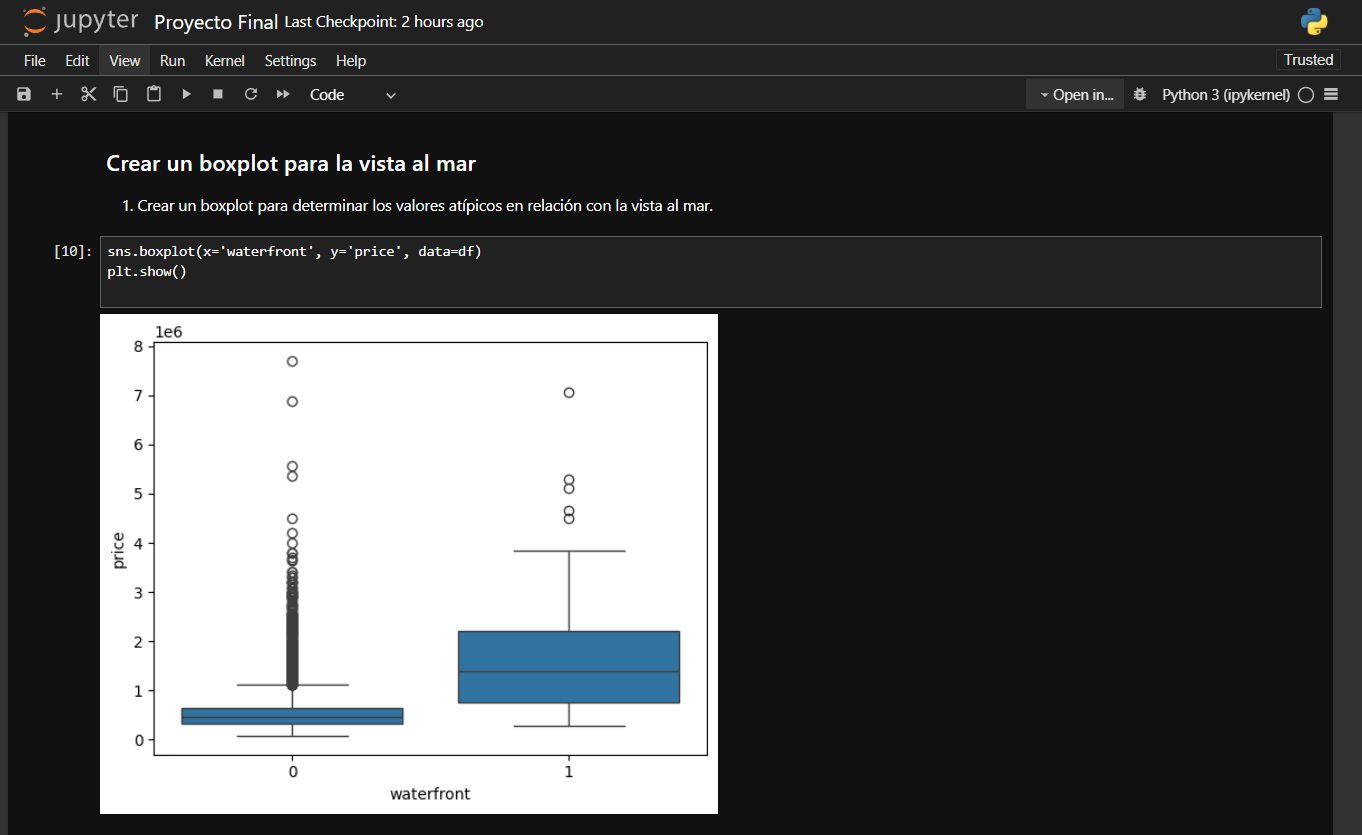 jupyter Proyecto Final Last Checkpoint: 2 hours ago
File Edit View Run Kernel Settings Help Trusted
Code Open in... Python 3 (ipykernel)
Crear un boxplot para la vista al mar
1. Crear un boxplot para determinar los valores atípicos en relación con la vista al mar.
[10]: sns.boxplot(x='waterfront', y='price', data=df)
plt.show()
1e6
8
7
6
5
4
3
2
1
0
price
0 1
waterfront